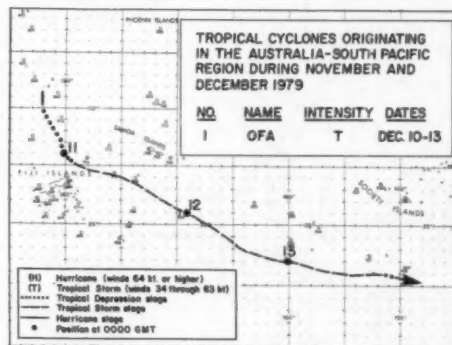 PHOENIX ISLANDS
TROPICAL CYCLONES ORIGINATING
IN THE AUSTRALIA-SOUTH PACIFIC
REGION DURING NOVEMBER AND
DECEMBER 1979
NO. NAME INTENSITY DATES
1 OFA T DEC. 10-13
1
11
SAMOA ISLANDS
FIJI ISLANDS
12
SOCIETY ISLANDS
13
(H) Hurricane (winds 64 kt. or higher)
(T) Tropical Storm (winds 34 through 63 kt)
Tropical Depression stage
Tropical Storm stage
Hurricane stage
Position at 0000 GMT